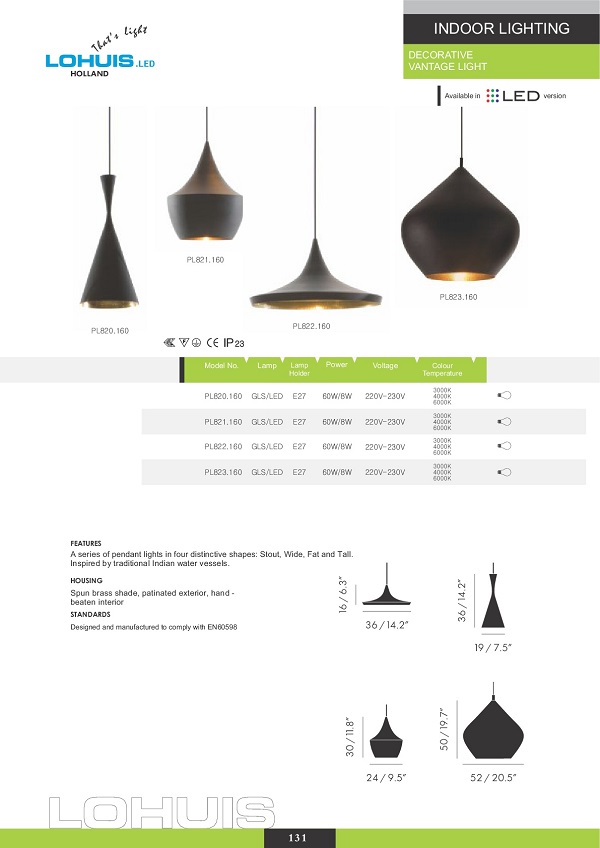 INDOOR LIGHTING
That's light
LOHUIS.LED
HOLLAND
DECORATIVE
VANTAGE LIGHT
Available in LED version
PL821.160
PL823.160
PL822.160
PL820.160
CE IP23
Model No. Lamp Lamp Holder Power Voltage Colour Temperature
PL820.160 GLS/LED E27 60W/8W 220V-230V 3000K 4000K 6000K
PL821.160 GLS/LED E27 60W/8W 220V-230V 3000K 4000K 6000K
PL822.160 GLS/LED E27 60W/8W 220V-230V 3000K 4000K 6000K
PL823.160 GLS/LED E27 60W/8W 220V-230V 3000K 4000K 6000K
FEATURES
A series of pendant lights in four distinctive shapes: Stout, Wide, Fat and Tall.
Inspired by traditional Indian water vessels.
HOUSING
Spun brass shade, patinated exterior, hand -
beaten interior
STANDARDS
Designed and manufactured to comply with EN60598
16 / 6.3"
36 / 14.2"
36 / 14.2"
19 / 7.5"
30 / 11.8"
24 / 9.5"
50 / 19.7"
52 / 20.5"
LOHUIS
131